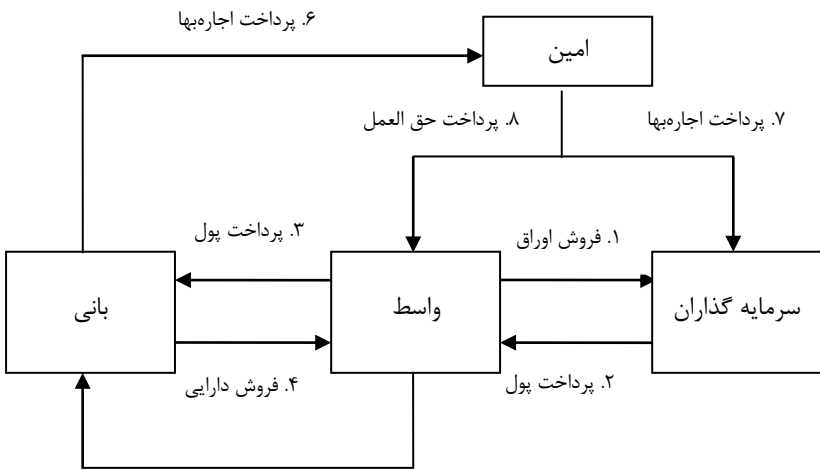 ۶. پرداخت اجاره‌بها
امین
۸. پرداخت حق العمل
۷. پرداخت اجاره‌بها
۳. پرداخت پول
۱. فروش اوراق
بانی
واسط
سرمایه گذاران
۴. فروش دارایی
۲. پرداخت پول